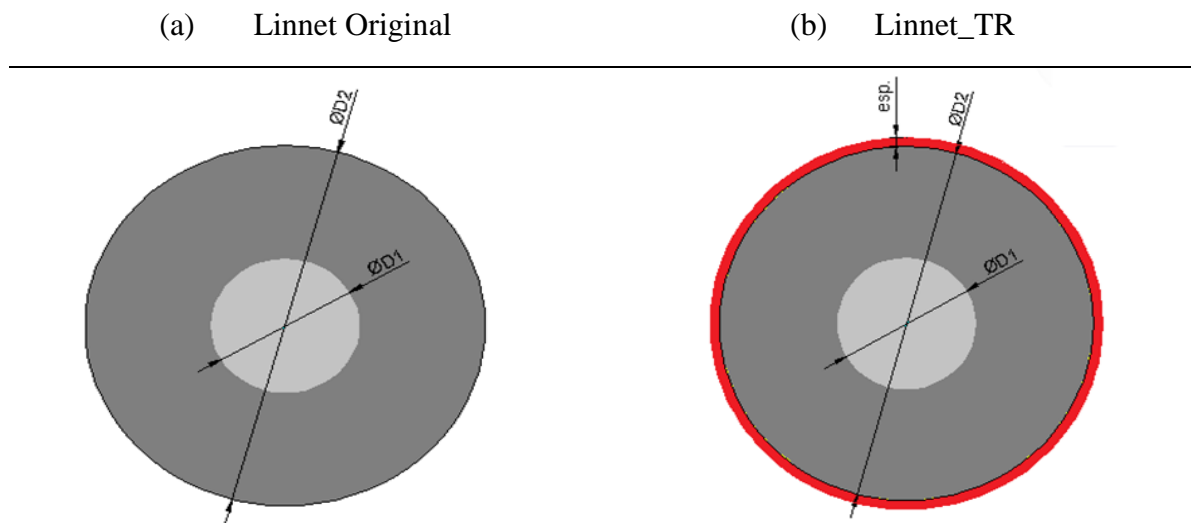 (a) Linnet Original
(b) Linnet_TR
ØD2
ØD1
esp.
ØD2
ØD1